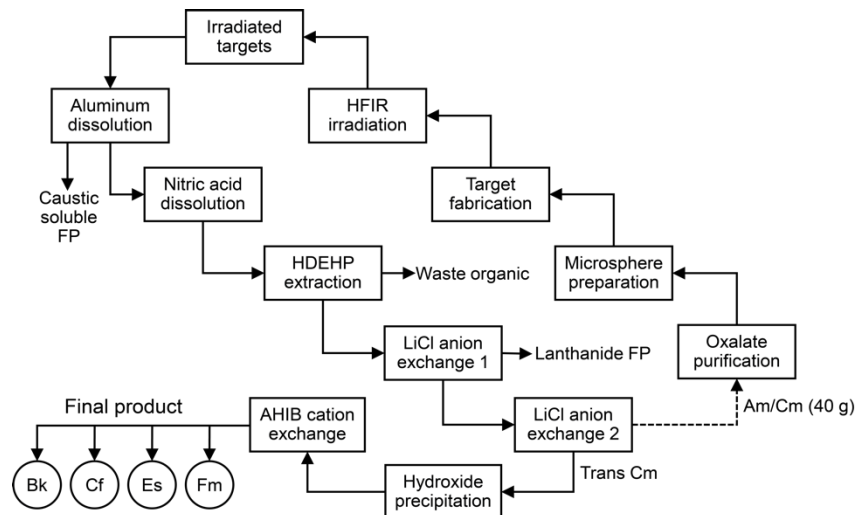 Irradiated
targets
Aluminum
dissolution
HFIR
irradiation
Caustic
soluble
FP
Nitric acid
dissolution
Target
fabrication
HDEHP
extraction
Waste organic
Microsphere
preparation
LiCl anion
exchange 1
Lanthanide FP
Oxalate
purification
Final product
AHIB cation
exchange
LiCl anion
exchange 2
Am/Cm (40 g)
Trans Cm
Hydroxide
precipitation
Bk
Cf
Es
Fm